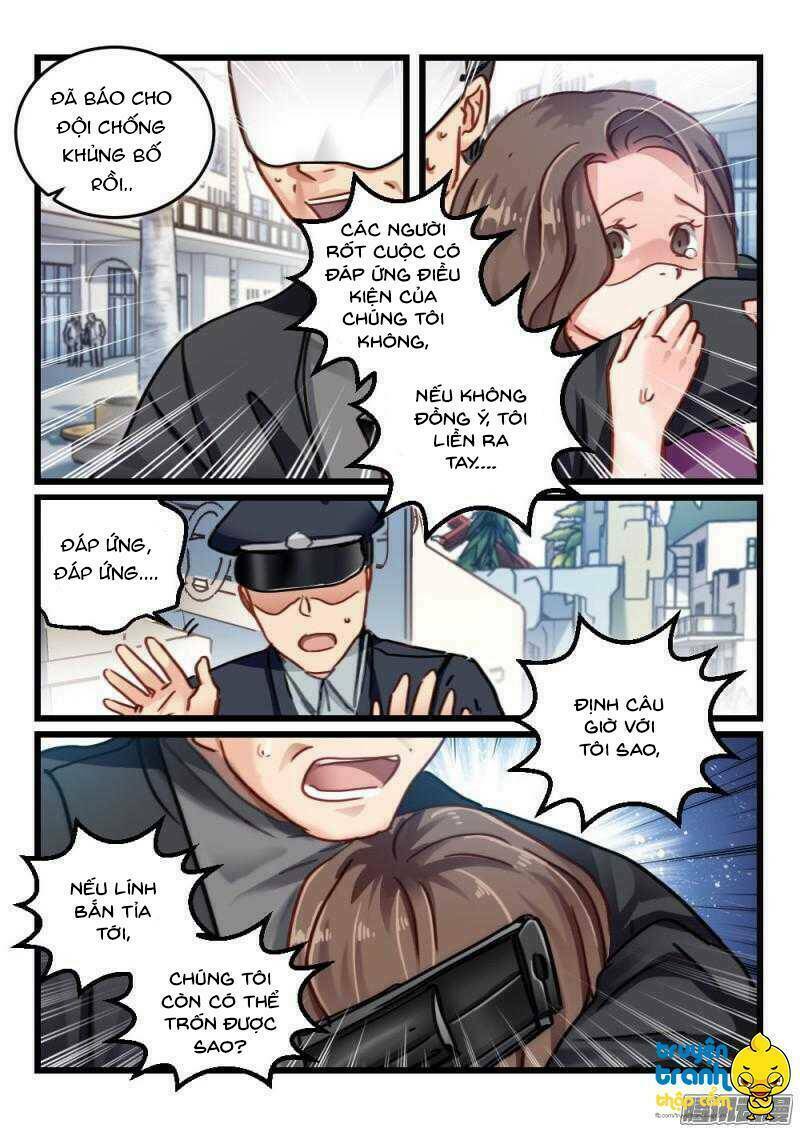 ĐÃ BÁO CHO
ĐỘI CHỐNG
KHỦNG BỐ
RỒI..
CÁC NGƯỜI
RỐT CUỘC CÓ
ĐÁP ỨNG ĐIỀU
KIỆN CỦA
CHÚNG TÔI
KHÔNG,
NẾU KHÔNG
ĐỒNG Ý, TÔI
LIỀN RA
TAY....
ĐÁP ỨNG,
ĐÁP ỨNG....
ĐỊNH CÂU
GIỜ VỚI
TÔI SAO,
NẾU LÍNH
BẮN TỈA
TỚI,
CHÚNG TÔI
CÒN CÓ THỂ
TRỐN ĐƯỢC
SAO?
truyện
tranh
thập cẩm